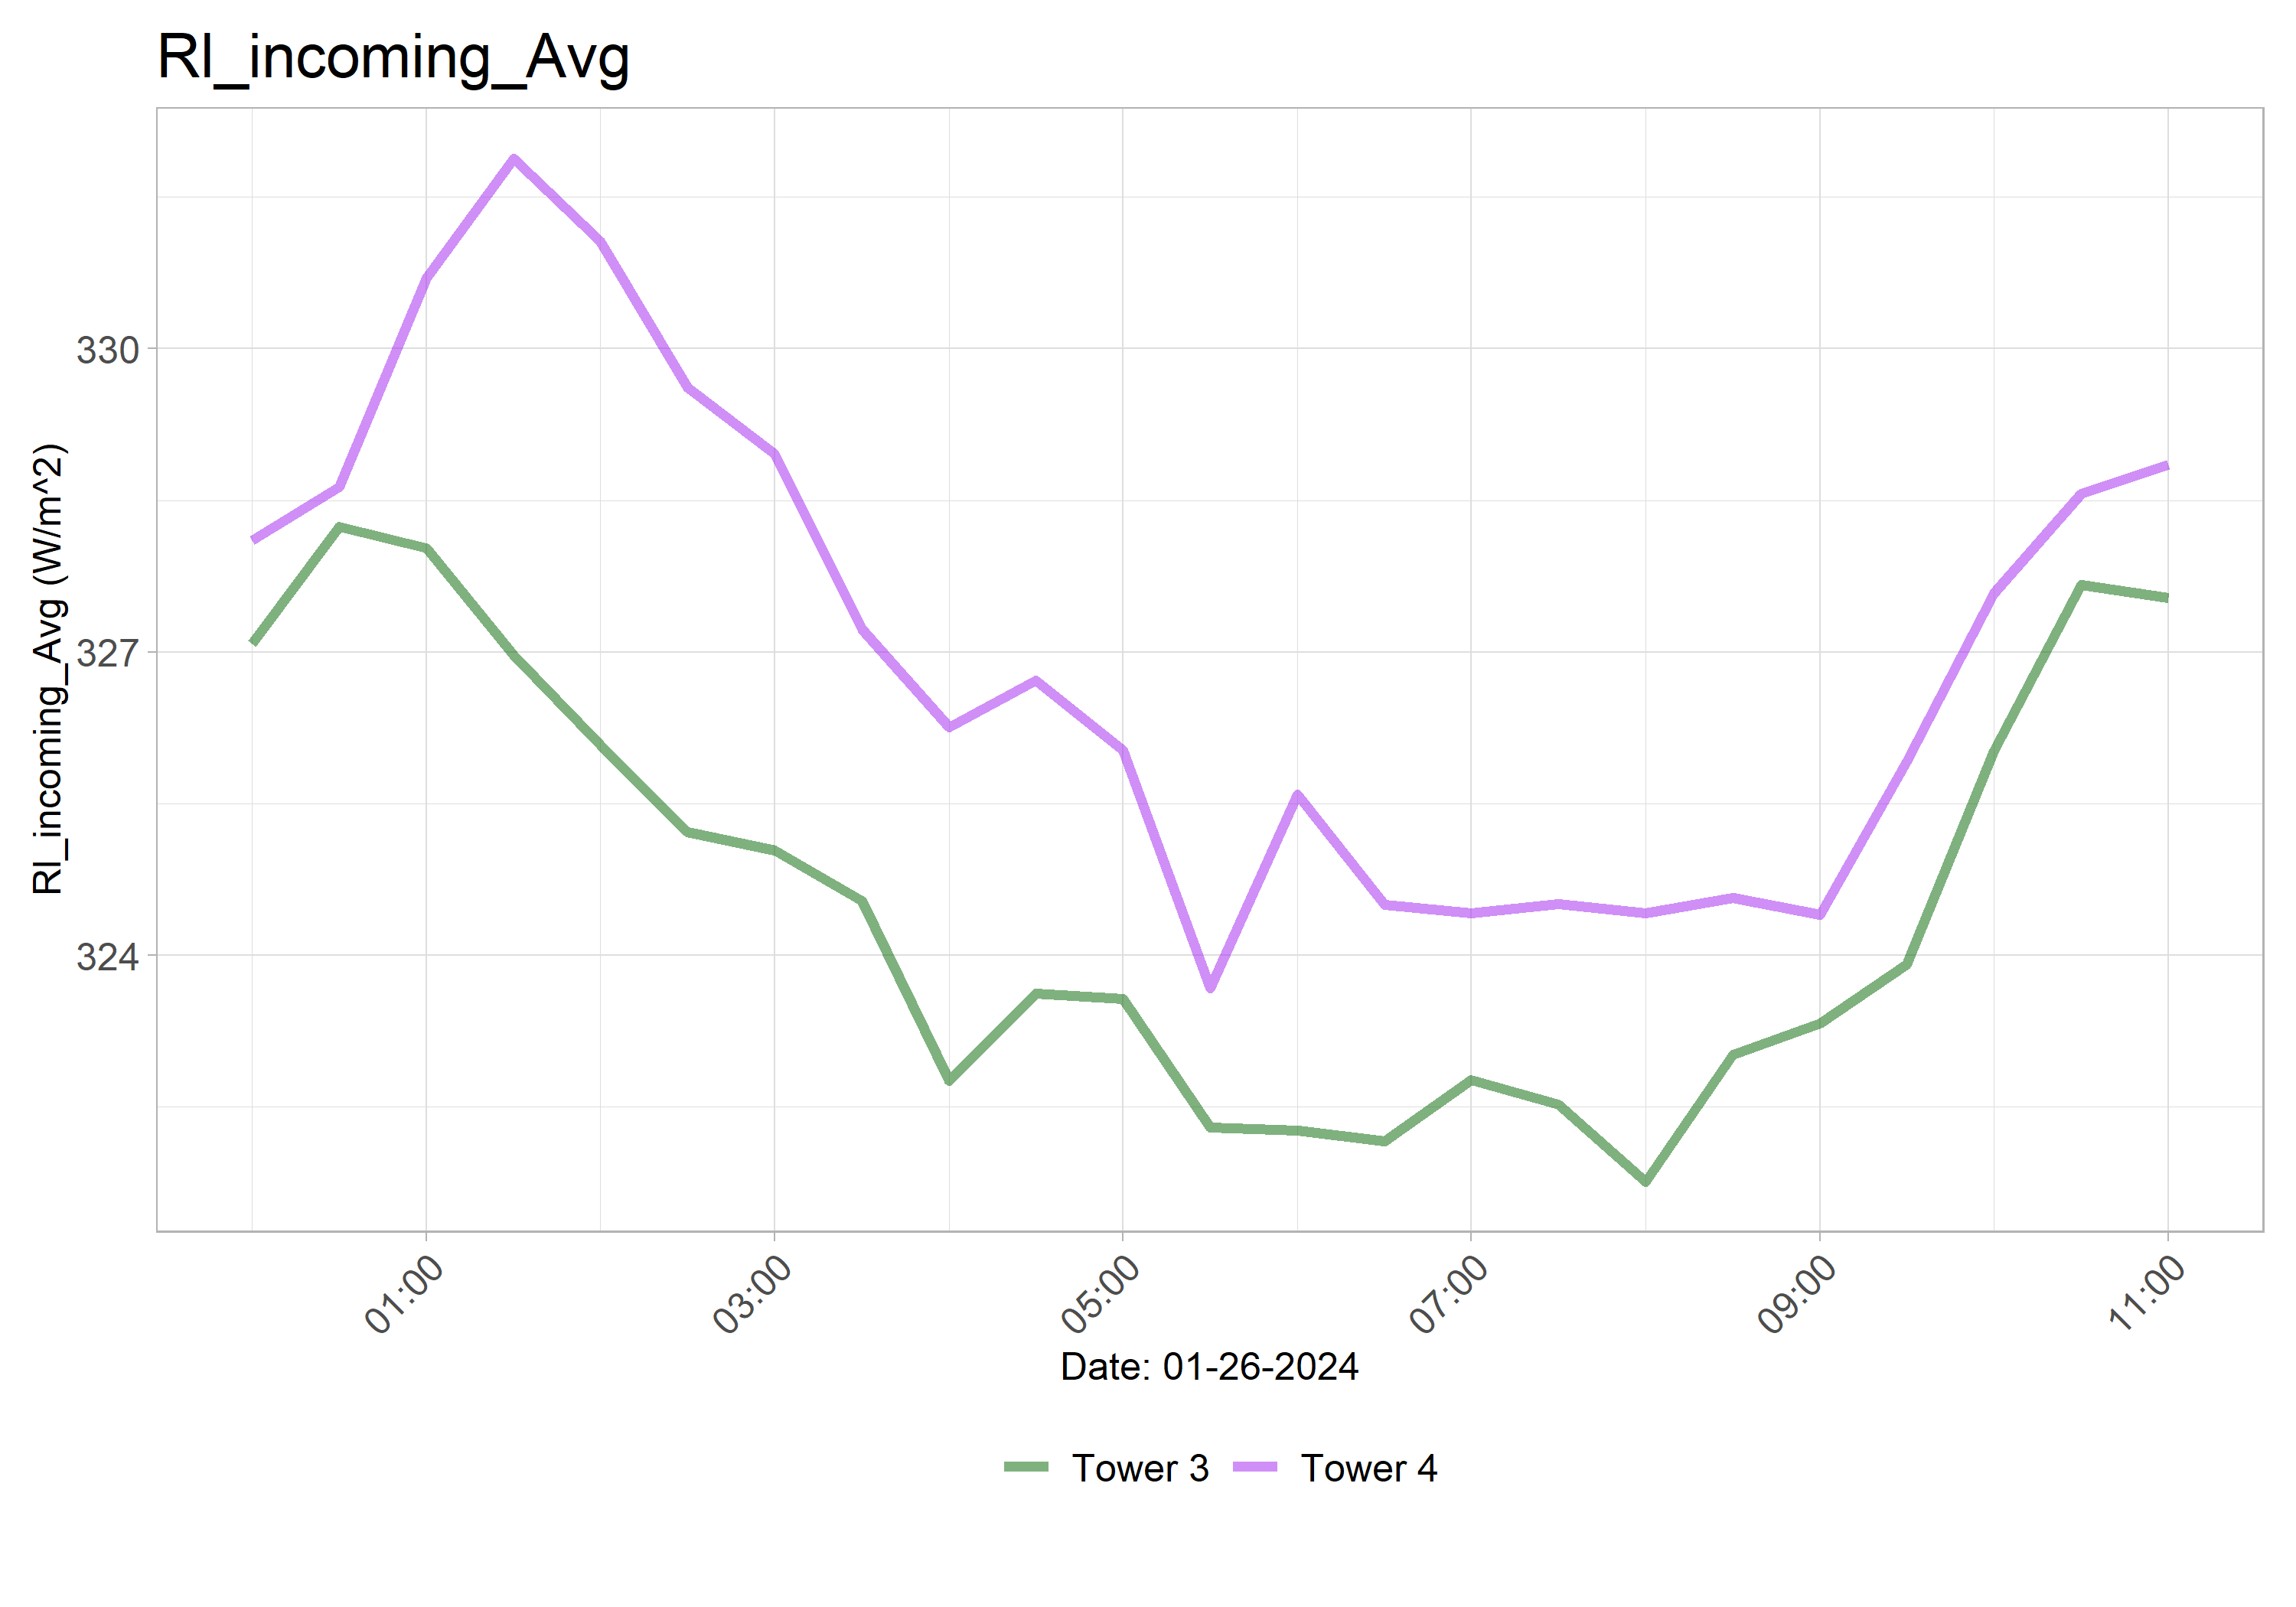 Rl_incoming_Avg
Rl_incoming_Avg (W/m^2)
330
327
324
01:00
03:00
05:00
07:00
09:00
11:00
Date: 01-26-2024
Tower 3
Tower 4